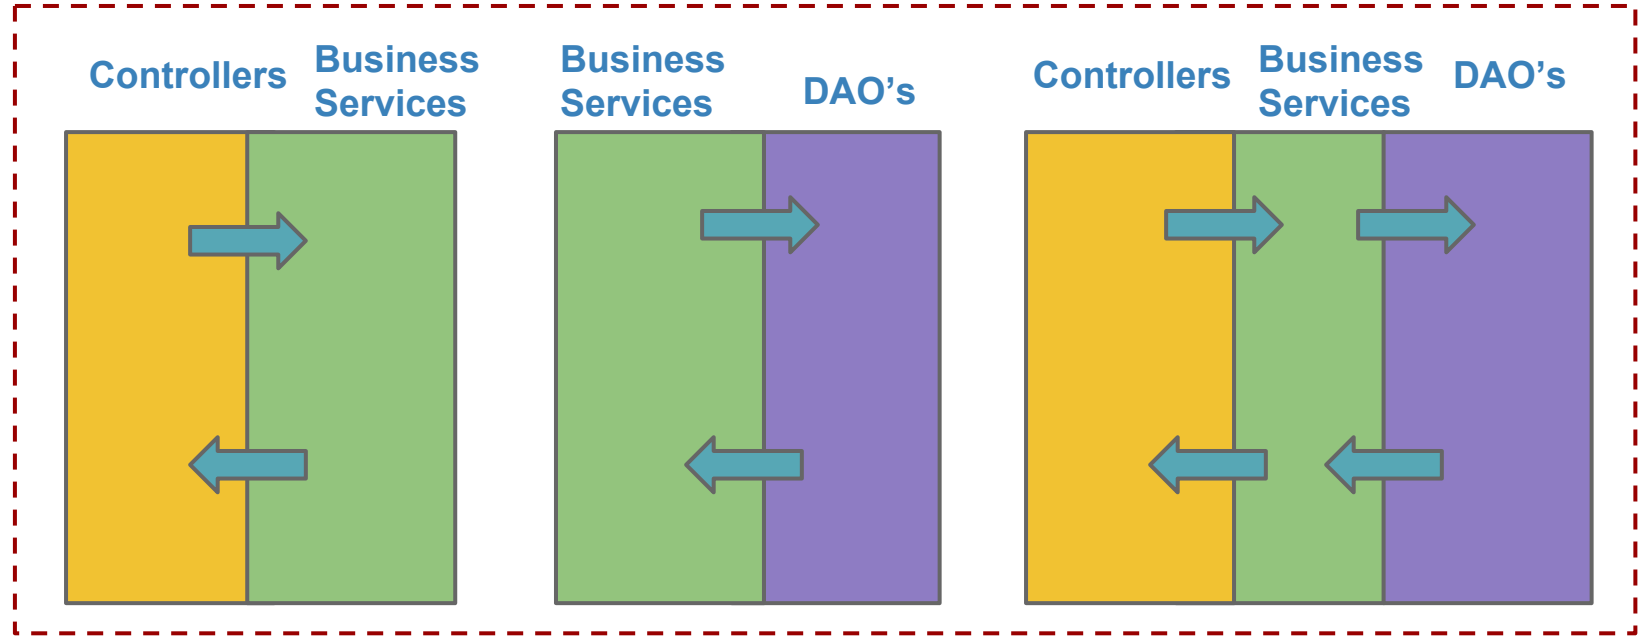 Controllers
Business
Services
Business
Services
DAO’s
Controllers
Business
Services
DAO’s